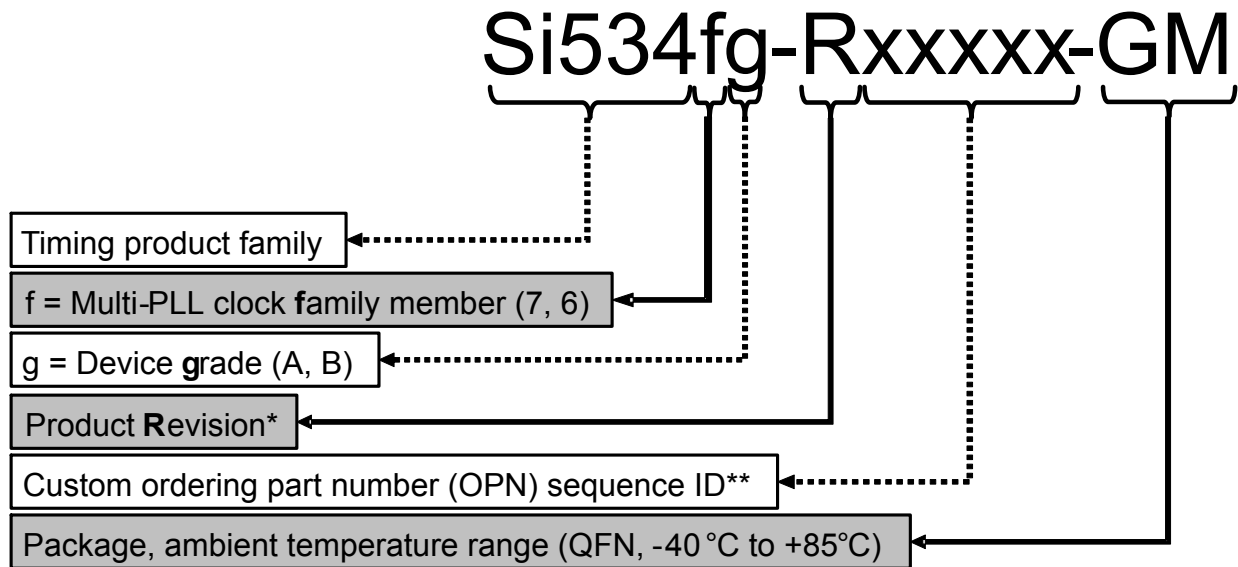 Si534fg-Rxxxxx-GM
Timing product family
f = Multi-PLL clock family member (7, 6)
g = Device grade (A, B)
Product Revision*
Custom ordering part number (OPN) sequence ID**
Package, ambient temperature range (QFN, -40 °C to +85°C)